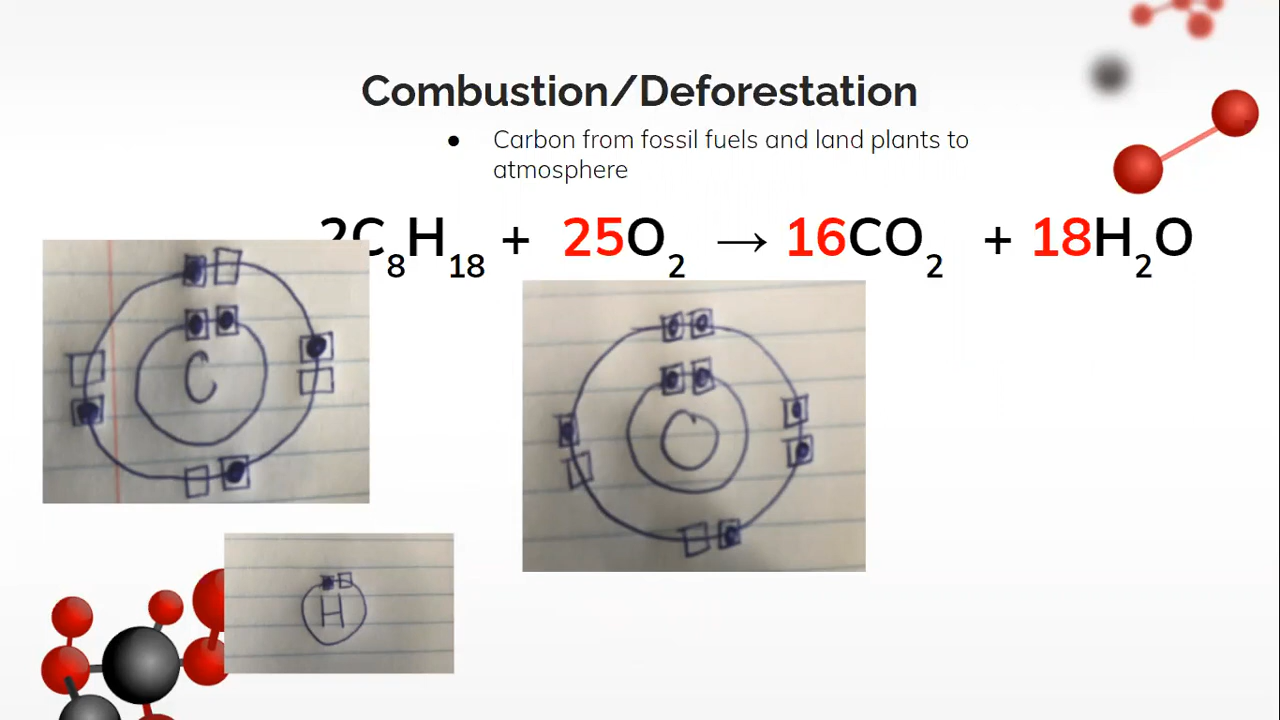 Combustion/Deforestation
● Carbon from fossil fuels and land plants to
atmosphere
2C₈H₁₈ + 25O₂ → 16CO₂ + 18H₂O
C
O
H